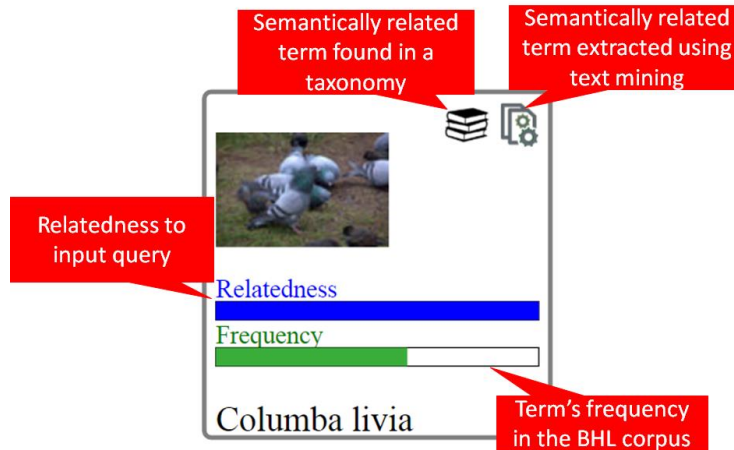 Semantically related
term found in a
taxonomy
Semantically related
term extracted using
text mining
Relatedness to
input query
Relatedness
Frequency
Columba livia
Term's frequency
in the BHL corpus